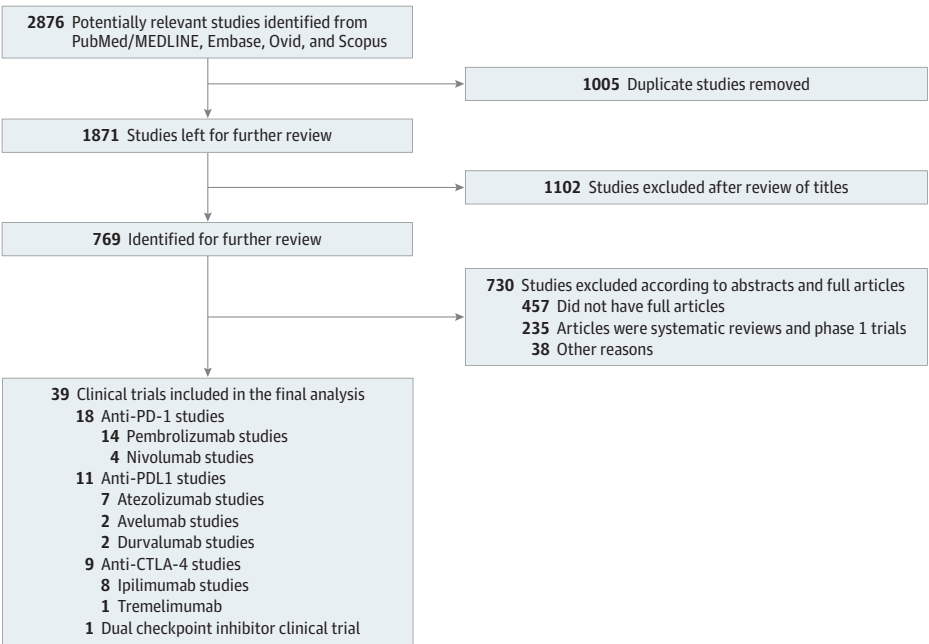 2876 Potentially relevant studies identified from
PubMed/MEDLINE, Embase, Ovid, and Scopus
1005 Duplicate studies removed
1871 Studies left for further review
1102 Studies excluded after review of titles
769 Identified for further review
730 Studies excluded according to abstracts and full articles
457 Did not have full articles
235 Articles were systematic reviews and phase 1 trials
38 Other reasons
39 Clinical trials included in the final analysis
18 Anti-PD-1 studies
14 Pembrolizumab studies
4 Nivolumab studies
11 Anti-PDL1 studies
7 Atezolizumab studies
2 Avelumab studies
2 Durvalumab studies
9 Anti-CTLA-4 studies
8 Ipilimumab studies
1 Tremelimumab
1 Dual checkpoint inhibitor clinical trial